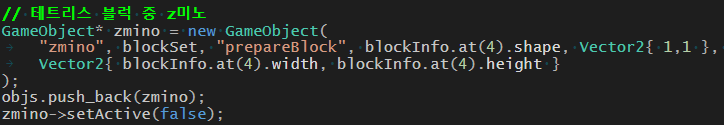 // 테트리스 블럭 중 z미노
GameObject* zmino = new GameObject(
"zmino", blockSet, "prepareBlock", blockInfo.at(4).shape, Vector2{ 1,1 },
Vector2{ blockInfo.at(4).width, blockInfo.at(4).height }
);
objs.push_back(zmino);
zmino->setActive(false);